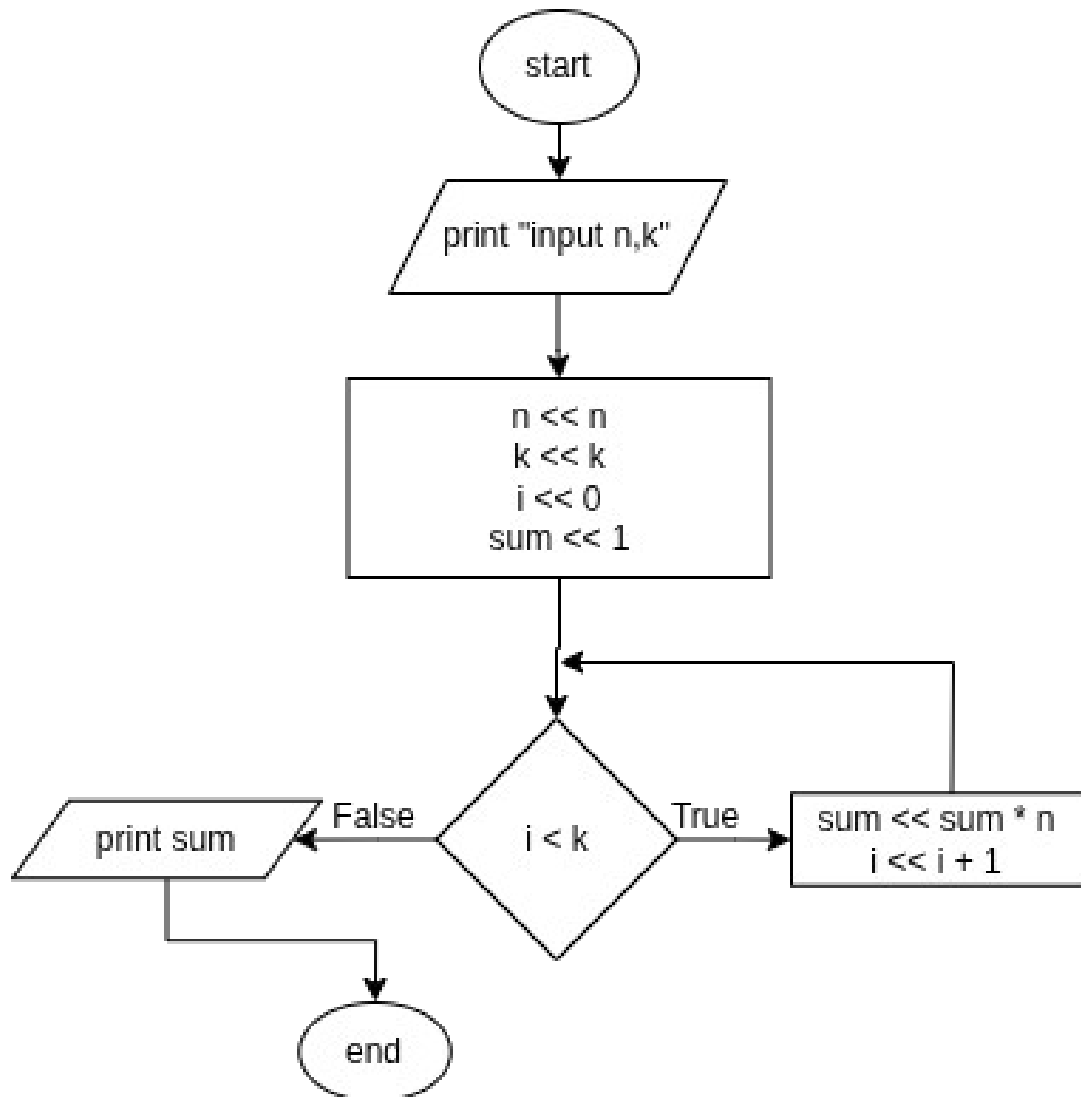 start
print "input n,k"
n << n
k << k
i << 0
sum << 1
i < k
False
True
print sum
sum << sum * n
i << i + 1
end